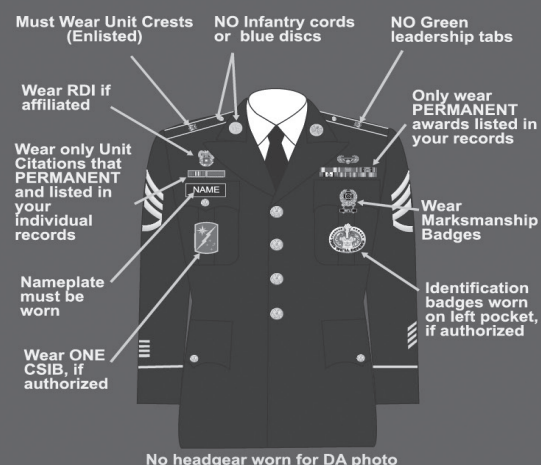 Must Wear Unit Crests
(Enlisted)
NO Infantry cords
or blue discs
NO Green
leadership tabs
Wear RDI if
affiliated
Only wear
PERMANENT
awards listed in
your records
Wear only Unit
Citations that
PERMANENT
and listed in
your
individual
records
NAME
Wear
Marksmanship
Badges
Nameplate
must be
worn
Identification
badges worn
on left pocket,
if authorized
Wear ONE
CSIB, if
authorized
No headgear worn for DA photo